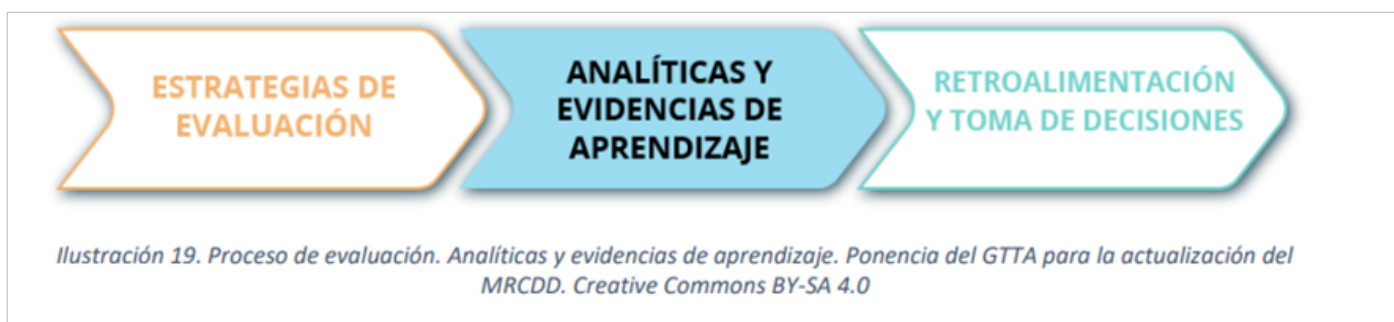 ESTRATEGIAS DE
EVALUACIÓN
ANALÍTICAS Y
EVIDENCIAS DE
APRENDIZAJE
RETROALIMENTACIÓN
Y TOMA DE DECISIONES
Ilustración 19. Proceso de evaluación. Analíticas y evidencias de aprendizaje. Ponencia del GTTA para la actualización del
MRCDD. Creative Commons BY-SA 4.0